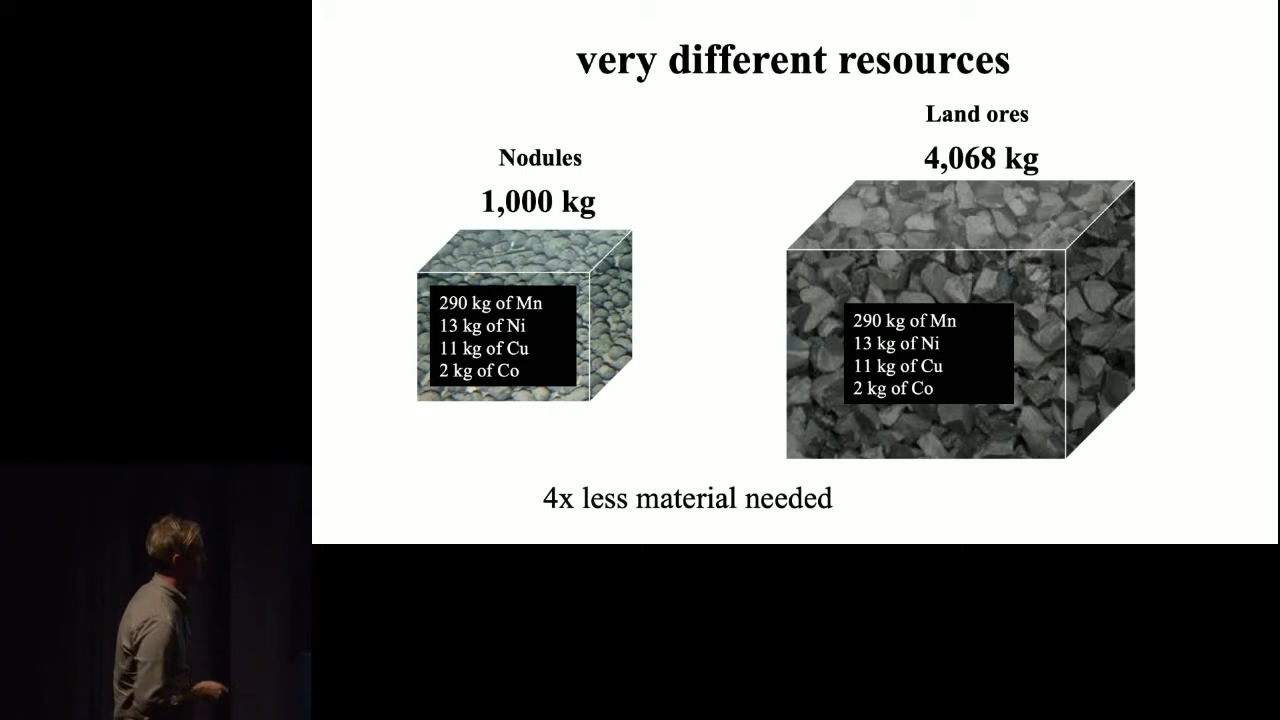 very different resources
Nodules
1,000 kg
290 kg of Mn
13 kg of Ni
11 kg of Cu
2 kg of Co
Land ores
4,068 kg
290 kg of Mn
13 kg of Ni
11 kg of Cu
2 kg of Co
4x less material needed